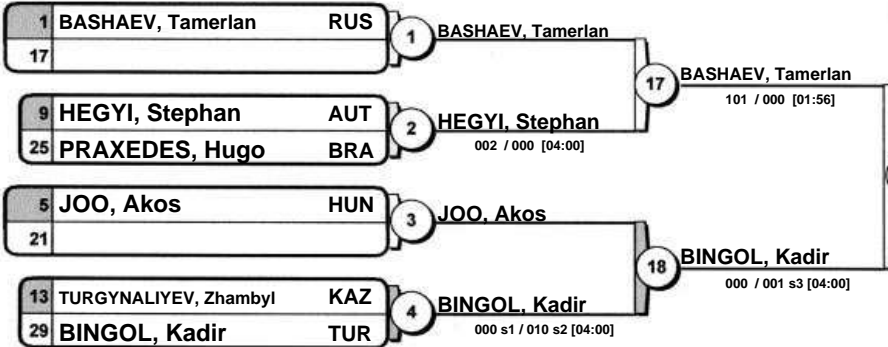 1 BASHAEV, Tamerlan RUS
17
1
BASHAEV, Tamerlan
9 HEGYI, Stephan AUT
25 PRAXEDES, Hugo BRA
2
HEGYI, Stephan
002 / 000 [04:00]
17
BASHAEV, Tamerlan
101 / 000 [01:56]
5 JOO, Akos HUN
21
3
JOO, Akos
13 TURGYNALIYEV, Zhambyl KAZ
29 BINGOL, Kadir TUR
4
BINGOL, Kadir
000 s1 / 010 s2 [04:00]
18
BINGOL, Kadir
000 / 001 s3 [04:00]